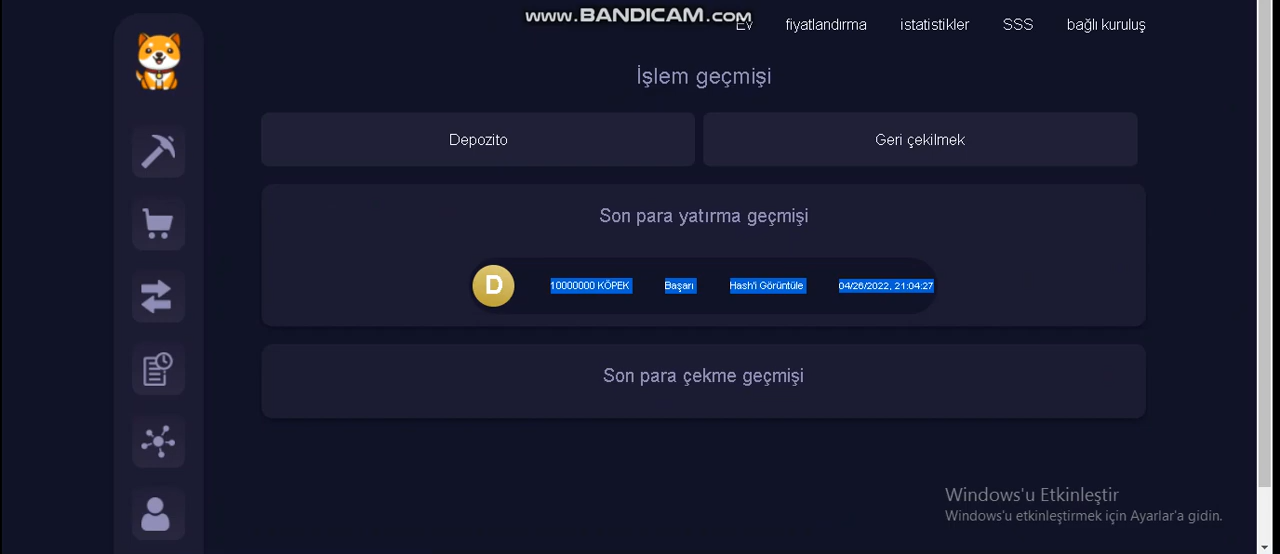 www.BANDICAM.com
Ev fiyatlandırma istatistikler SSS bağlı kuruluş
İşlem geçmişi
Depozito Geri çekilmek
Son para yatırma geçmişi
D 10000000 KÖPEK Başarı Hash'i Görüntüle 04/26/2022, 21:04:27
Son para çekme geçmişi
Windows'u Etkinleştir
Windows'u etkinleştirmek için Ayarlar'a gidin.